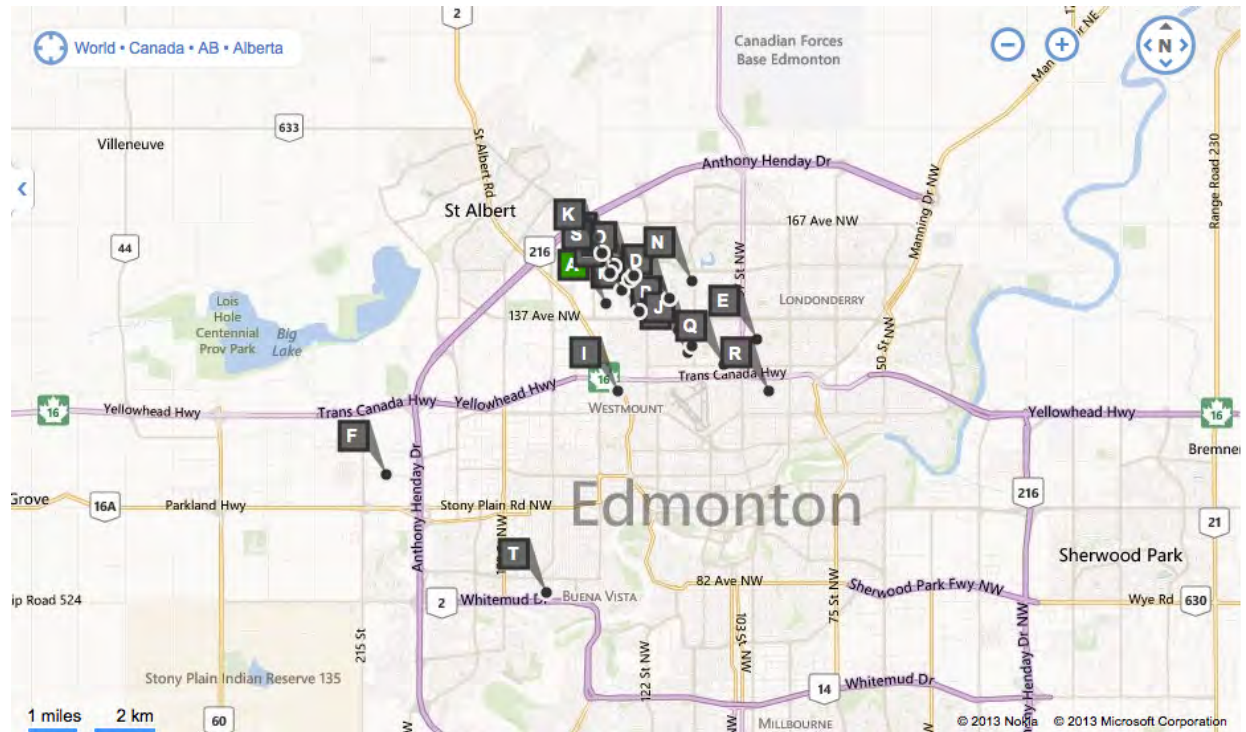 World • Canada • AB • Alberta
2
Canadian Forces
Base Edmonton
N
633
Villeneuve
St Albert Rd
Anthony Henday Dr
Manning Dr NW
Range Road 230
St Albert
K
167 Ave NW
44
216
S
N
D
A
Lois
Hole
Centennial
Prov Park
Big
Lake
137 Ave NW
J
E
LONDONDERRY
Q
I
R
50 St NW
16
Trans Canada Hwy
16
Yellowhead Hwy
Trans Canada Hwy
Yellowhead Hwy
WESTMOUNT
Yellowhead Hwy
16
F
Bremner
Anthony Henday Dr
Grove
16A
Parkland Hwy
Stony Plain Rd NW
Edmonton
216
21
T
Sherwood Park
82 Ave NW
75 St NW
Sherwood Park Fwy NW
ip Road 524
2
Whitemud Dr
BUENA VISTA
Wye Rd
630
215 St
122 St NW
103 St NW
Stony Plain Indian Reserve 135
14
Whitemud Dr
1 miles
2 km
60
MILLBOURNE
© 2013 Nokia
© 2013 Microsoft Corporation